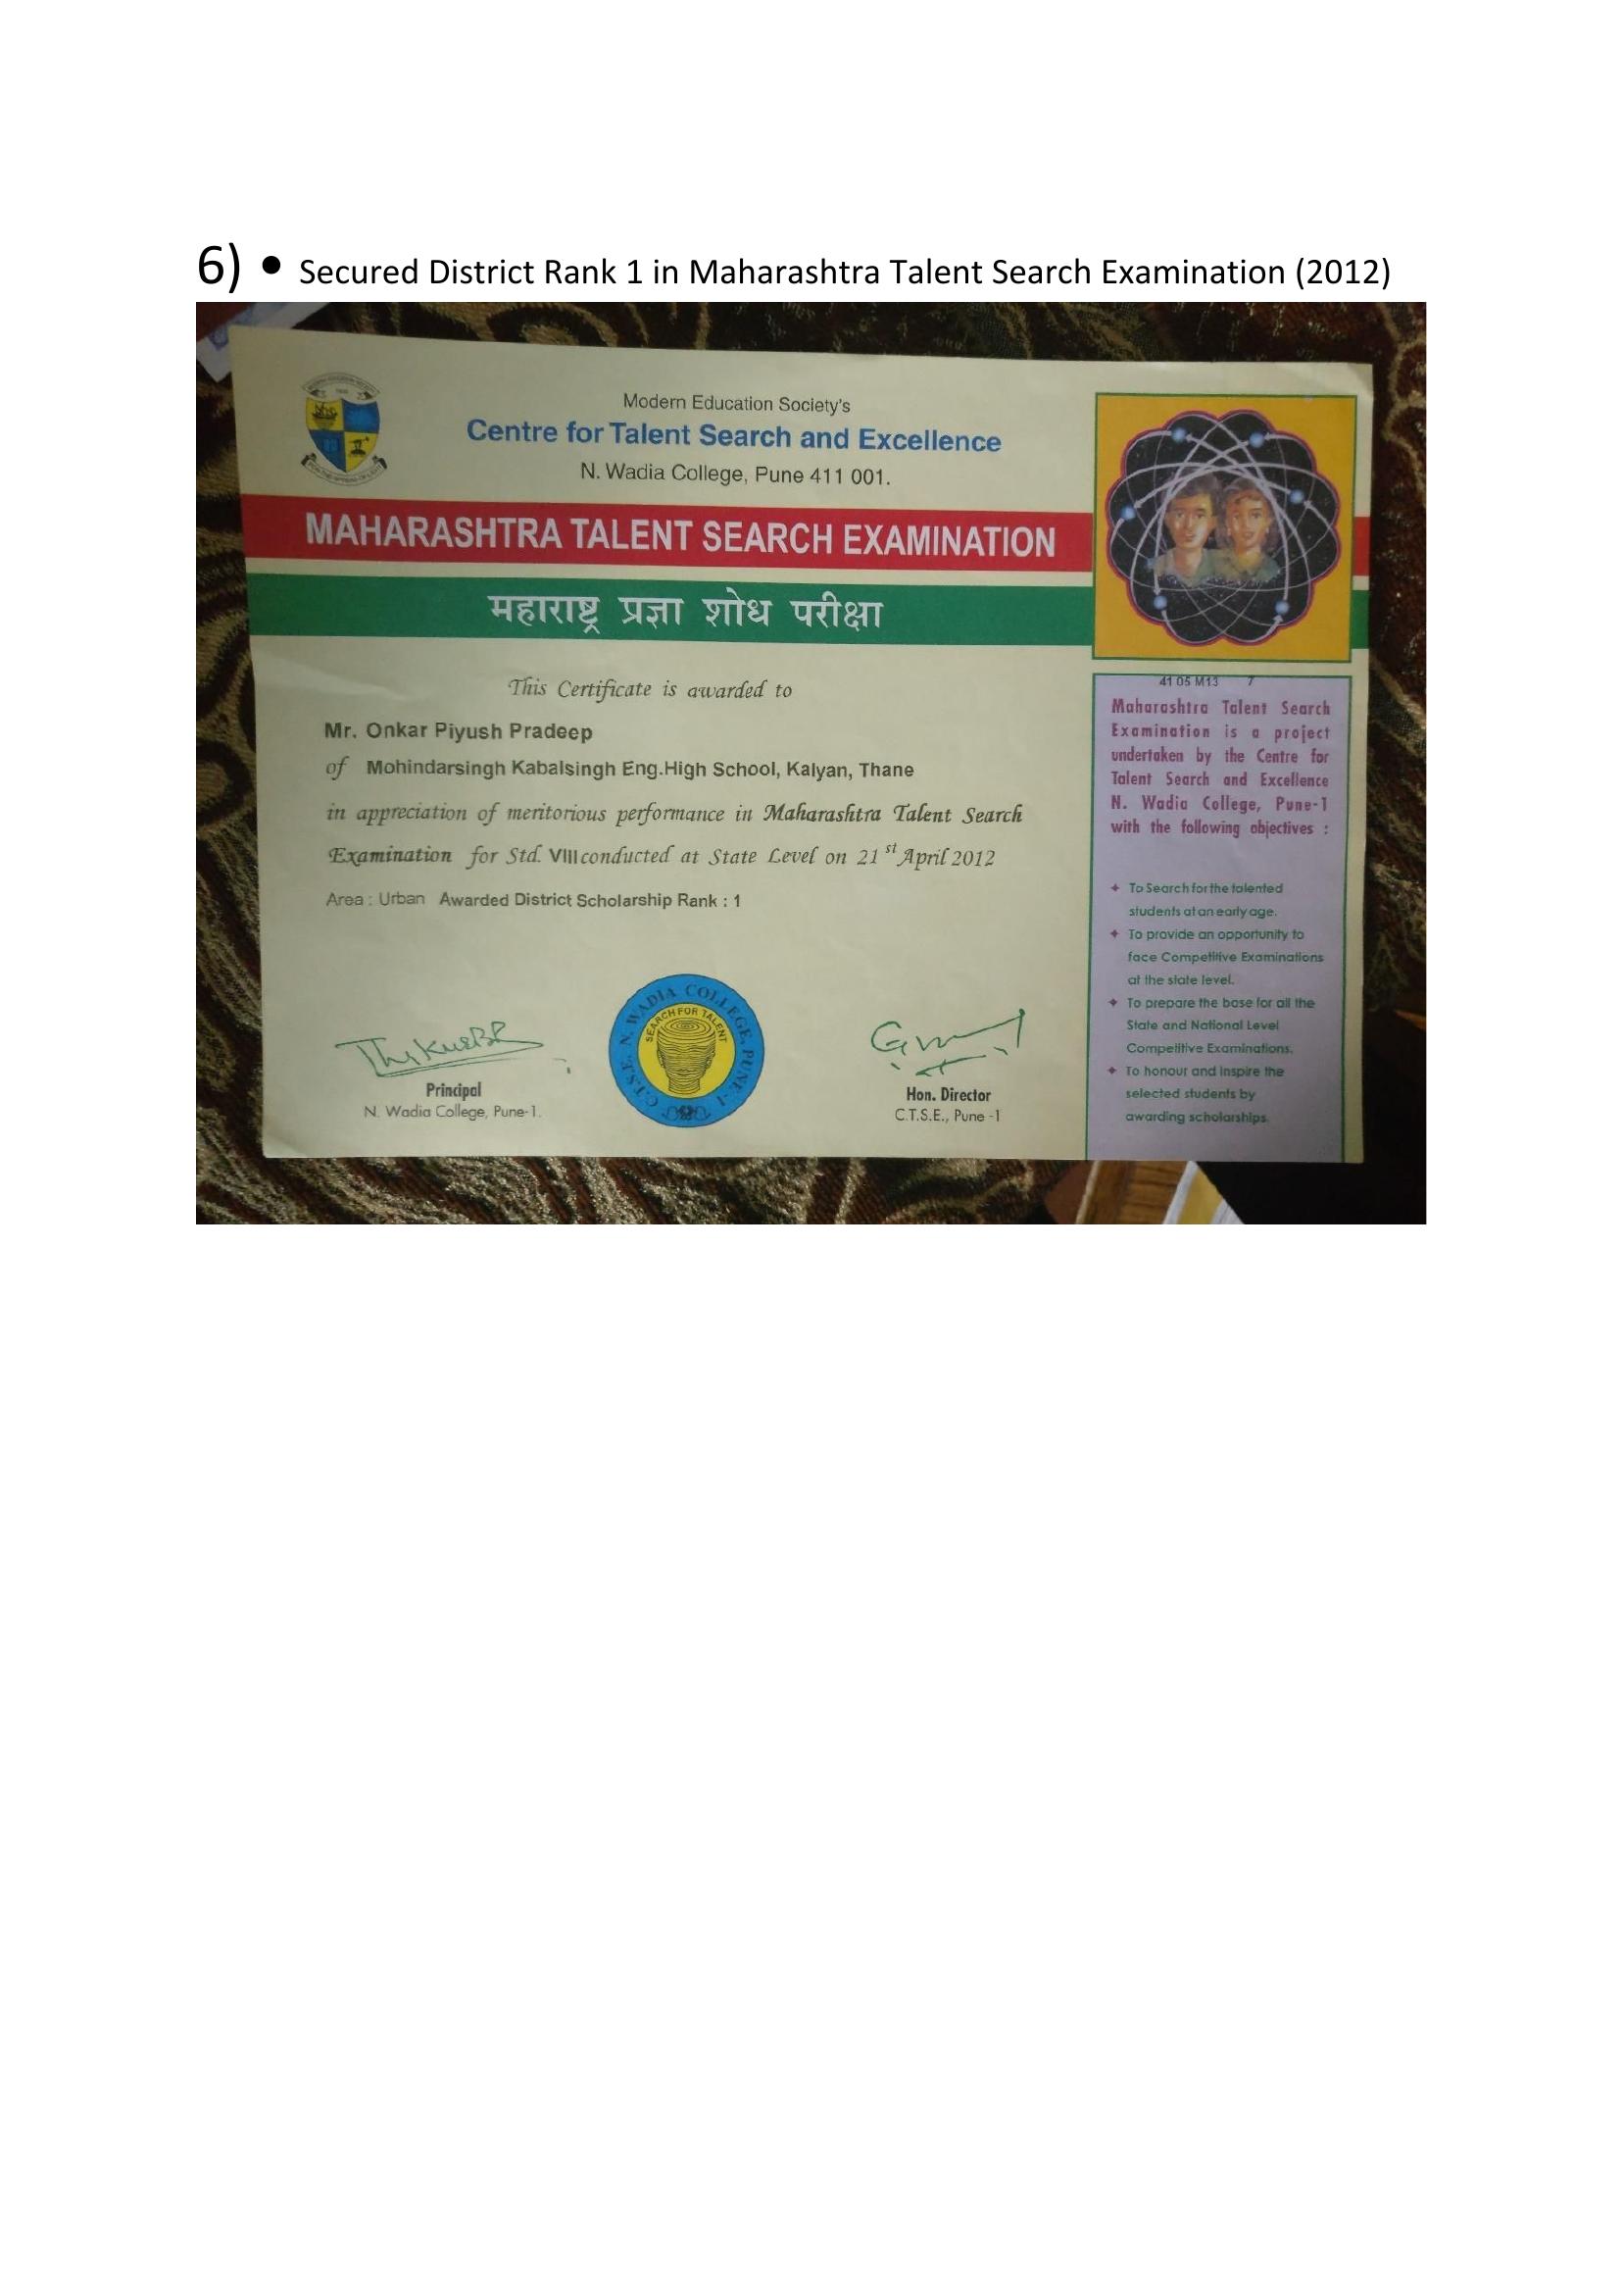 6) • Secured District Rank 1 in Maharashtra Talent Search Examination (2012)
Modern Education Society's
Centre for Talent Search and Excellence
N. Wadia College, Pune 411 001.
MAHARASHTRA TALENT SEARCH EXAMINATION
महाराष्ट्र प्रज्ञा शोध परीक्षा
This Certificate is awarded to
Mr. Onkar Piyush Pradeep
of Mohindarsingh Kabalsingh Eng.High School, Kalyan, Thane
in appreciation of meritorious performance in Maharashtra Talent Search
Examination for Std. VIII conducted at State Level on 21st April 2012
Area : Urban Awarded District Scholarship Rank : 1
Principal
N. Wadia College, Pune-1.
C.T.S.E. N. WADIA COLLEGE, PUNE-1
SEARCH FOR TALENT
Hon. Director
C.T.S.E., Pune -1
41 05 M13 7
Maharashtra Talent Search
Examination is a project
undertaken by the Centre for
Talent Search and Excellence
N. Wadia College, Pune-1
with the following objectives :
To Search for the talented
students at an early age.
To provide an opportunity to
face Competitive Examinations
at the state level.
To prepare the base for all the
State and National Level
Competitive Examinations.
To honour and inspire the
selected students by
awarding scholarships.